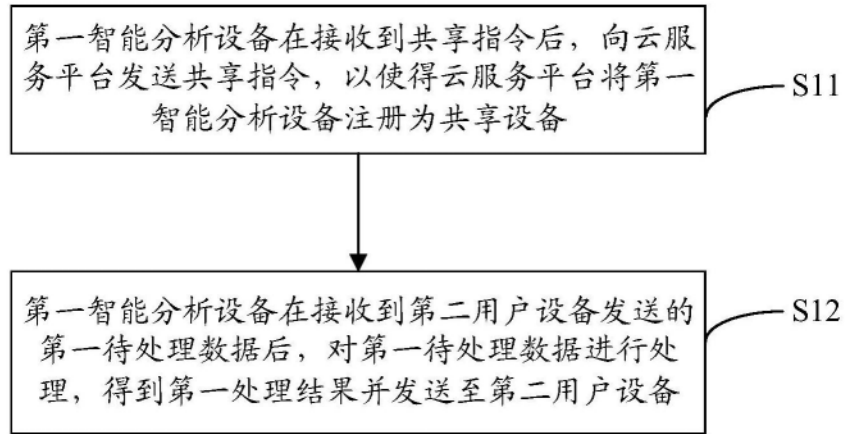 第一智能分析设备在接收到共享指令后，向云服
务平台发送共享指令，以使得云服务平台将第一
智能分析设备注册为共享设备
S11
第一智能分析设备在接收到第二用户设备发送的
第一待处理数据后，对第一待处理数据进行处
理，得到第一处理结果并发送至第二用户设备
S12